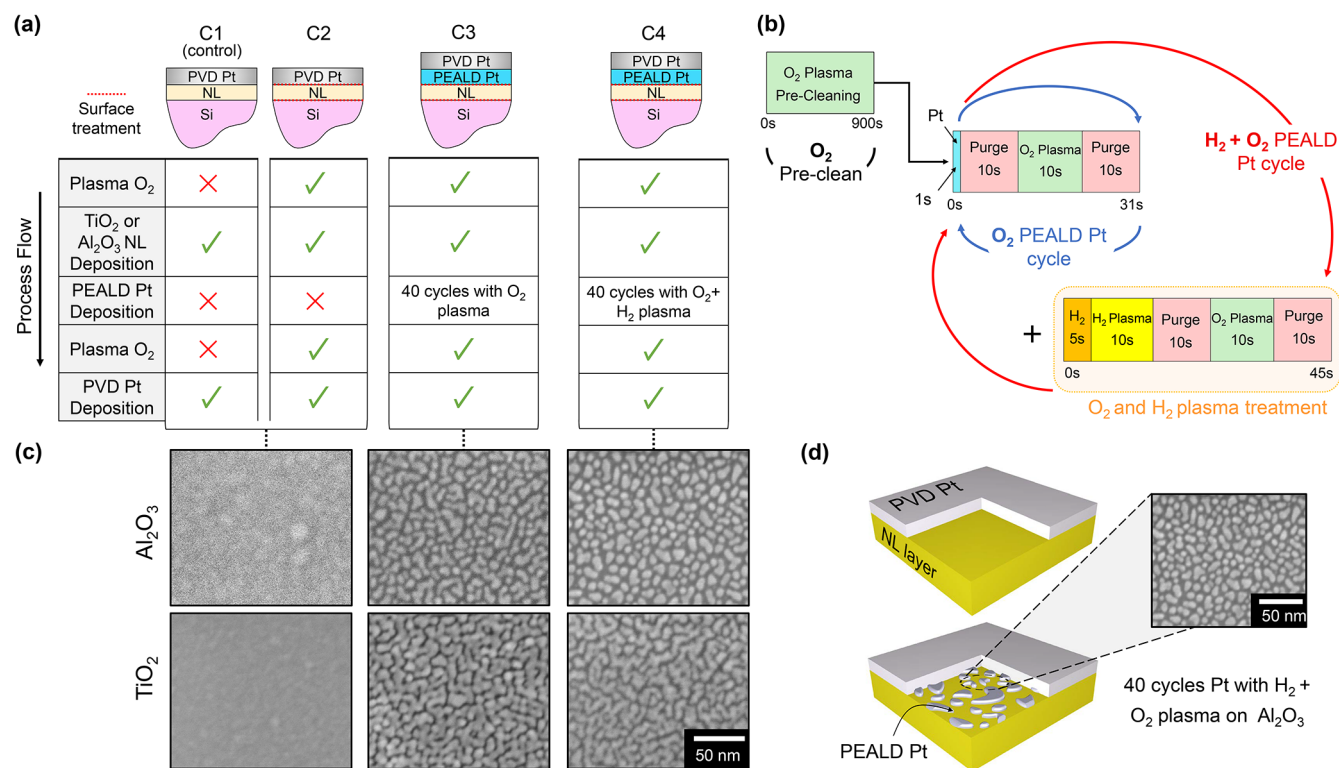 (a)
C1
(control)
C2
C3
C4
PVD Pt
NL
Si
PVD Pt
NL
Si
PVD Pt
PEALD Pt
NL
Si
PVD Pt
PEALD Pt
NL
Si
Surface
treatment
Process Flow
Plasma O₂
TiO₂ or
Al₂O₃ NL
Deposition
PEALD Pt
Deposition
40 cycles with O₂
plasma
40 cycles with O₂+
H₂ plasma
Plasma O₂
PVD Pt
Deposition
(b)
O₂ Plasma
Pre-Cleaning
0s
900s
O₂
Pre-clean
Pt
1s
Purge
10s
O₂ Plasma
10s
Purge
10s
0s
31s
O₂ PEALD Pt
cycle
H₂ + O₂ PEALD
Pt cycle
+
H₂
5s
H₂ Plasma
10s
Purge
10s
O₂ Plasma
10s
Purge
10s
0s
45s
O₂ and H₂ plasma treatment
(c)
Al₂O₃
TiO₂
50 nm
(d)
PVD Pt
NL layer
50 nm
PEALD Pt
40 cycles Pt with H₂ +
O₂ plasma on Al₂O₃